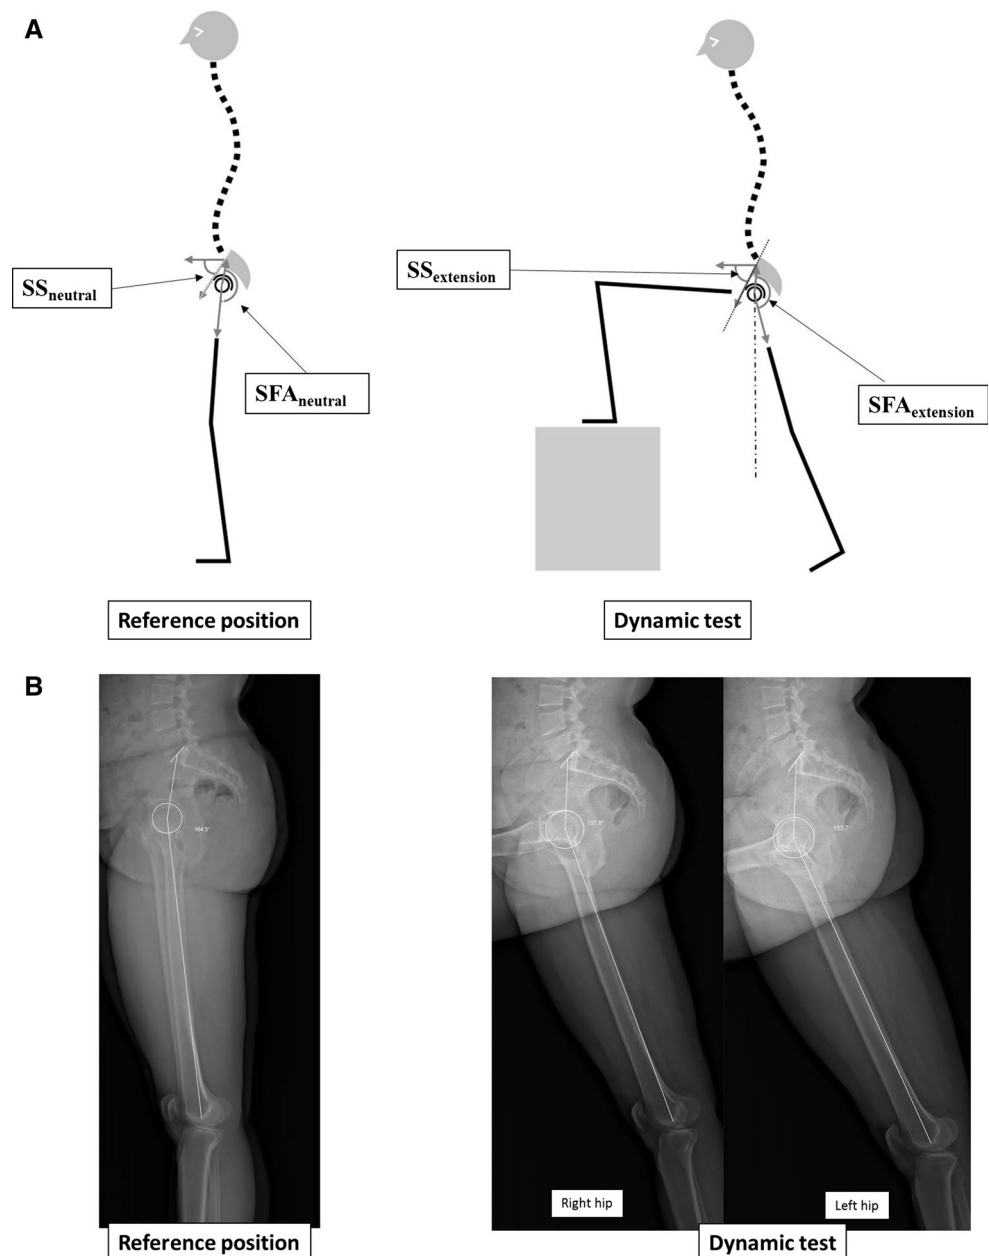 A
SSneutral
SFAneutral
SSextension
SFAextension
Reference position
Dynamic test
B
164.5°
157.8°
153.7°
Right hip
Left hip
Reference position
Dynamic test